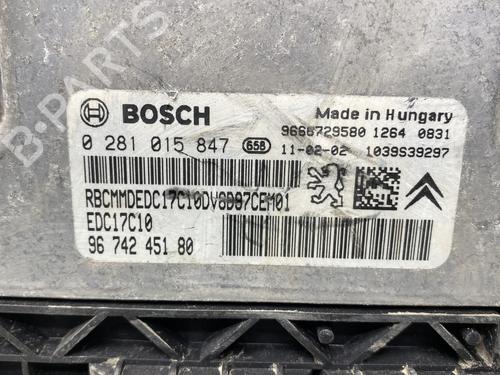 B-PARTS
BOSCH
Made in Hungary
9666729580 1264 0831
0 281 015 847 658 11-02-02 1039S39297
RBCMMDEDC17C10DV6D97CEM01
EDC17C10
96 742 451 80